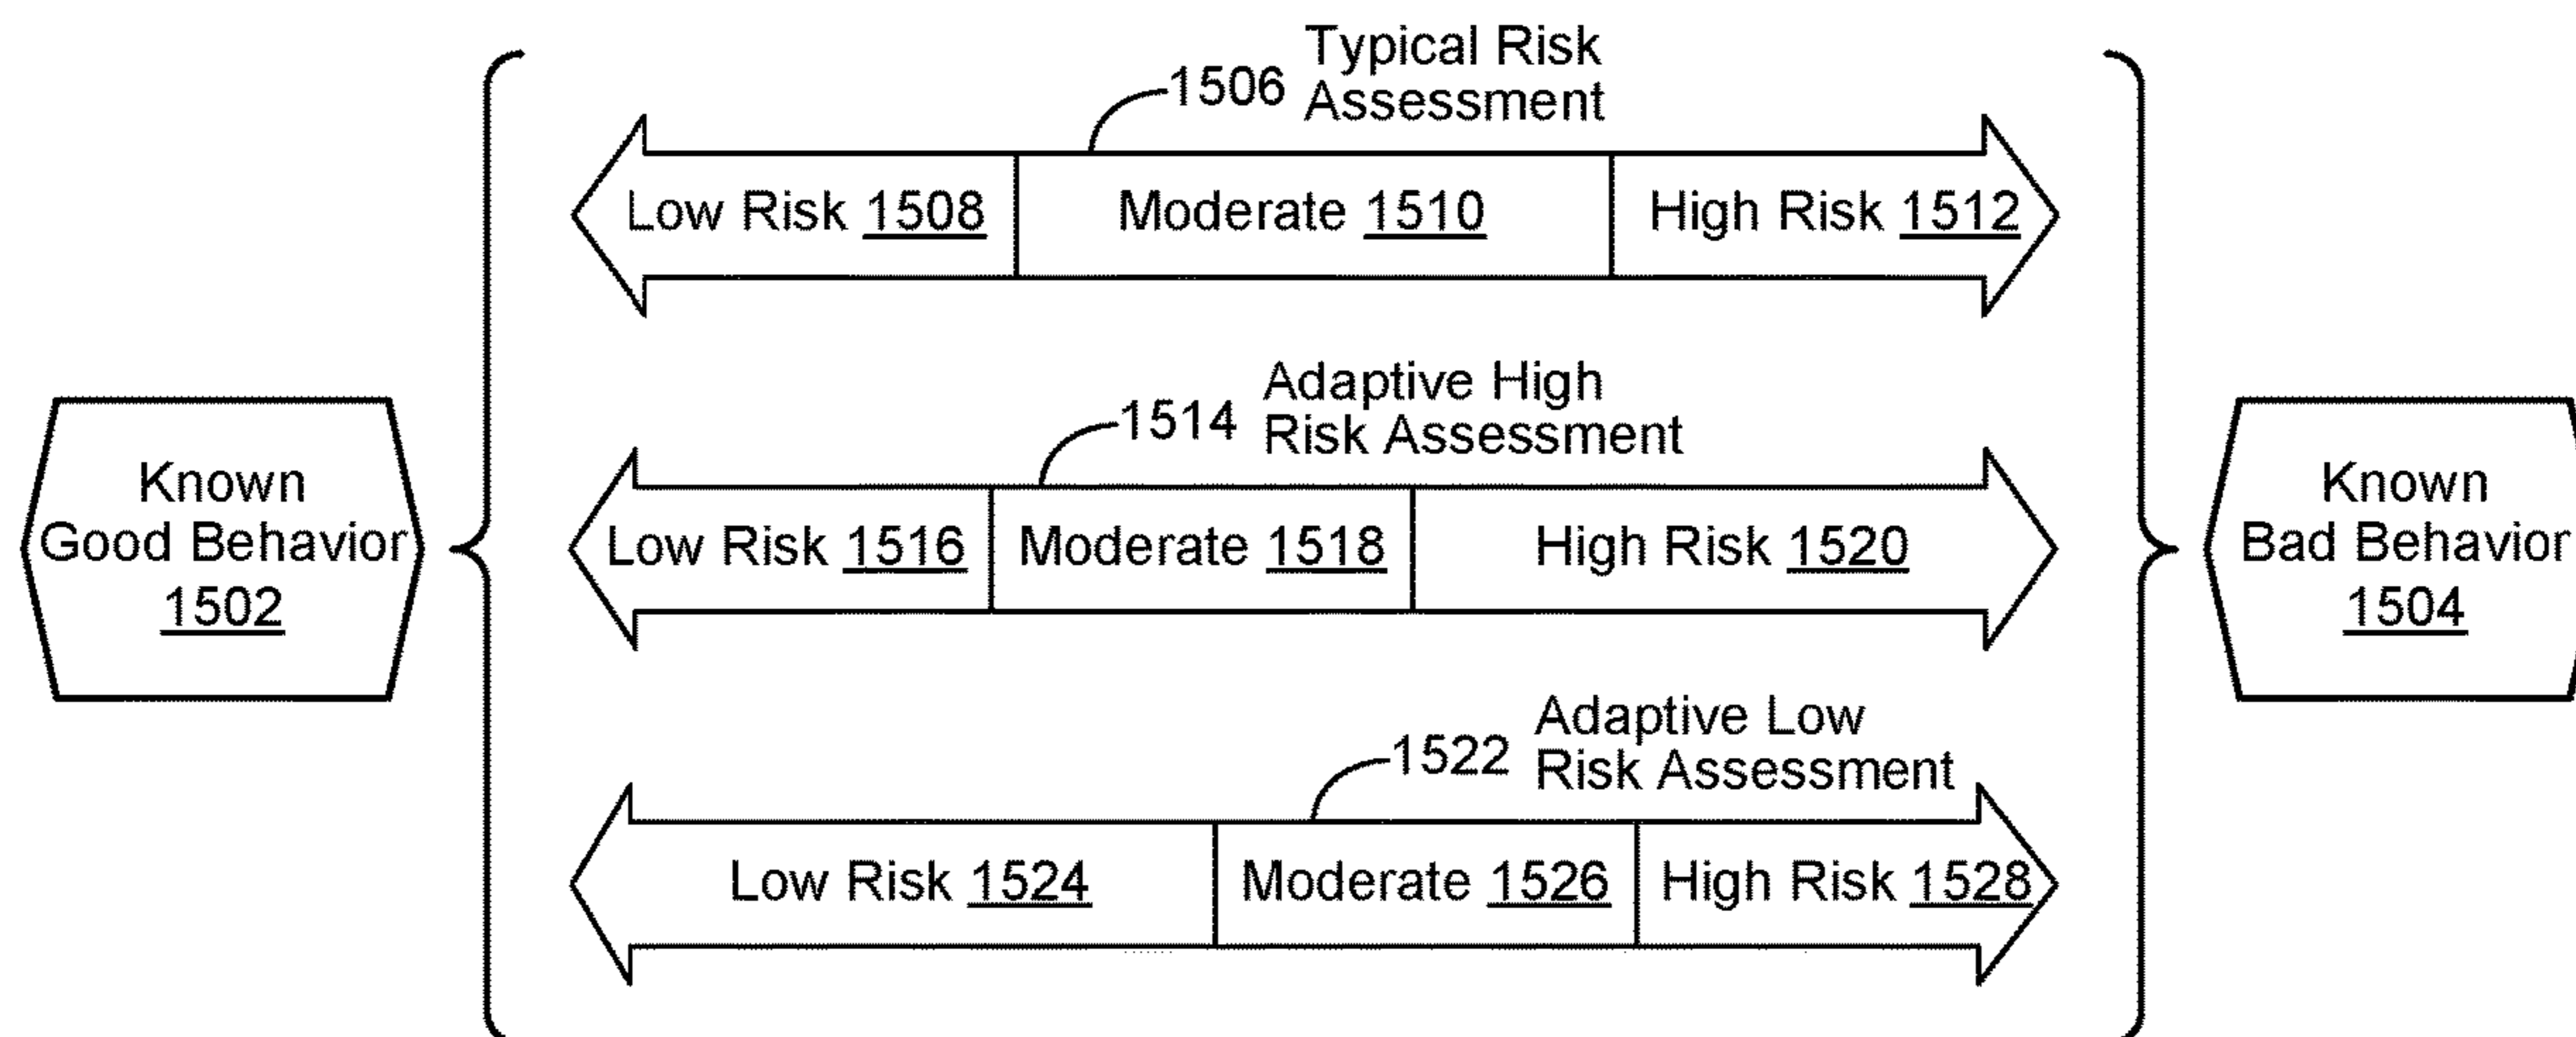 Typical Risk
1506 Assessment
Low Risk 1508 Moderate 1510 High Risk 1512
Adaptive High
1514 Risk Assessment
Known
Good Behavior
1502
Low Risk 1516 Moderate 1518 High Risk 1520
Known
Bad Behavior
1504
Adaptive Low
1522 Risk Assessment
Low Risk 1524 Moderate 1526 High Risk 1528